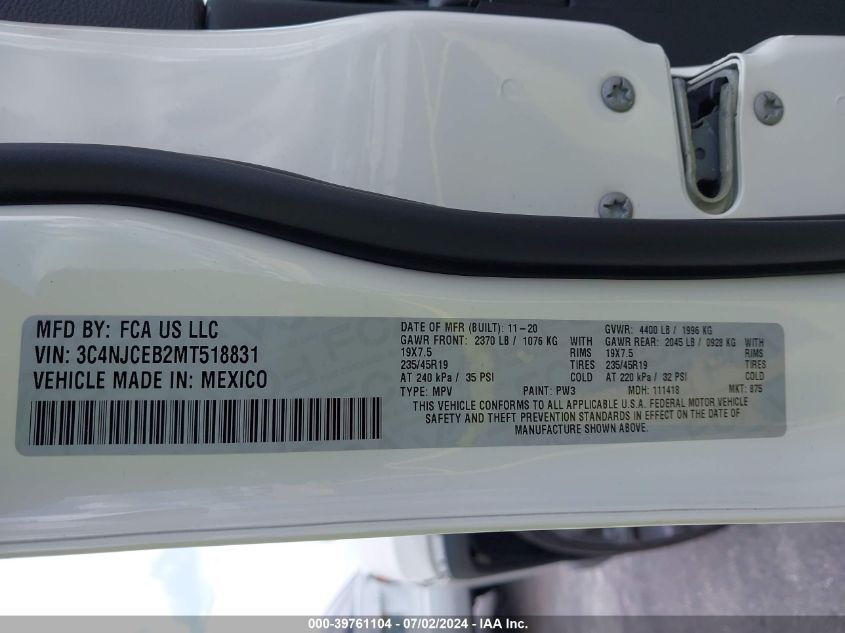 MFD BY: FCA US LLC
VIN: 3C4NJCEB2MT518831
VEHICLE MADE IN: MEXICO
DATE OF MFR (BUILT): 11-20
GVWR: 4400 LB / 1996 KG
GAWR FRONT: 2370 LB / 1076 KG WITH
GAWR REAR: 2045 LB / 0928 KG WITH
19X7.5 RIMS
19X7.5 RIMS
235/45R19 TIRES
235/45R19 TIRES
AT 240 kPa / 35 PSI COLD
AT 220 kPa / 32 PSI COLD
TYPE: MPV PAINT: PW3 MDH: 111418 MKT: 875
THIS VEHICLE CONFORMS TO ALL APPLICABLE U.S.A. FEDERAL MOTOR VEHICLE
SAFETY AND THEFT PREVENTION STANDARDS IN EFFECT ON THE DATE OF
MANUFACTURE SHOWN ABOVE.
000-39761104 - 07/02/2024 - IAA Inc.